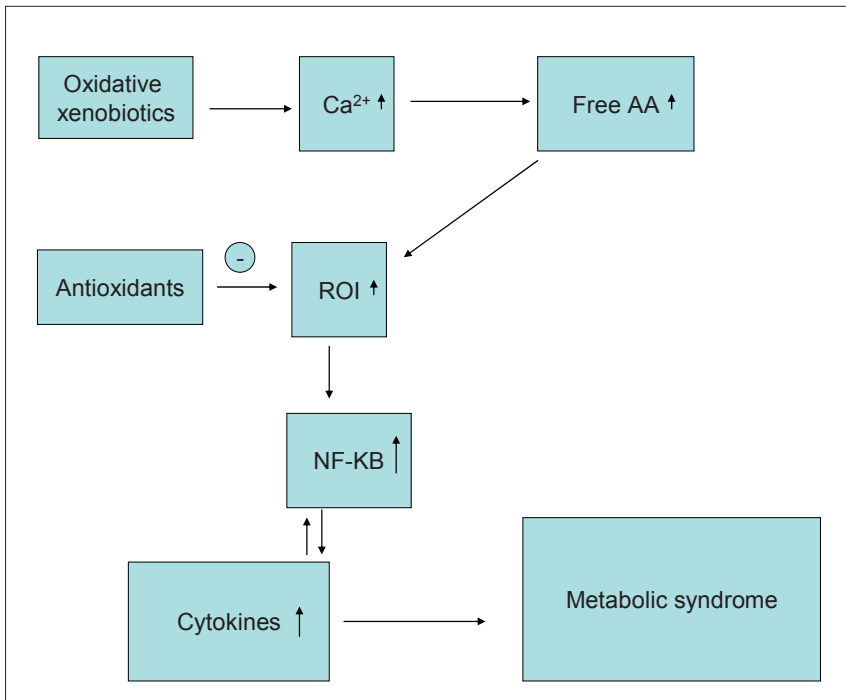 Oxidative
xenobiotics
Ca²⁺
Free AA
Antioxidants
-
ROI
NF-KB
Cytokines
Metabolic syndrome